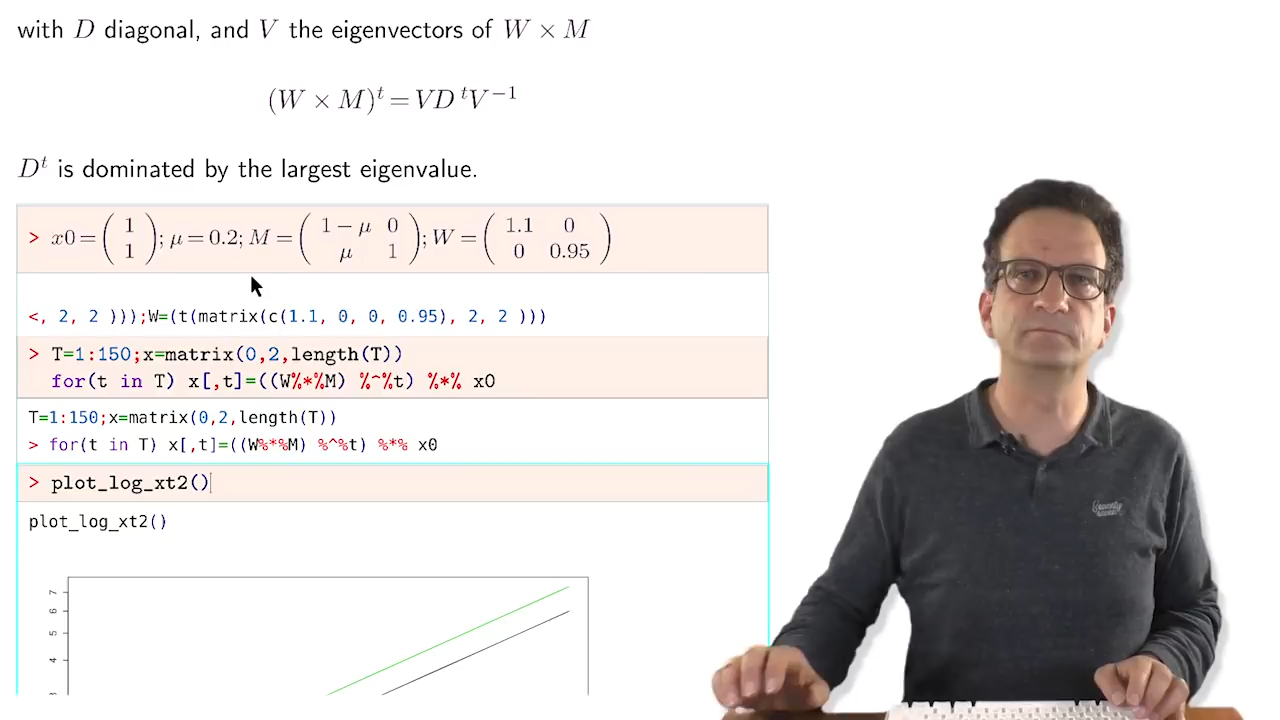 with D diagonal, and V the eigenvectors of W × M
(W × M)^t = VD^t V^−1
D^t is dominated by the largest eigenvalue.
> x0 = ( 1 1 ); μ = 0.2; M = ( 1 − μ 0 μ 1 ); W = ( 1.1 0 0 0.95 )
<, 2, 2 )));W=(t(matrix(c(1.1, 0, 0, 0.95), 2, 2 )))
> T=1:150;x=matrix(0,2,length(T))
for(t in T) x[,t]=((W%*%M) %^%t) %*% x0
T=1:150;x=matrix(0,2,length(T))
> for(t in T) x[,t]=((W%*%M) %^%t) %*% x0
> plot_log_xt2()
plot_log_xt2()
7
6
5
4